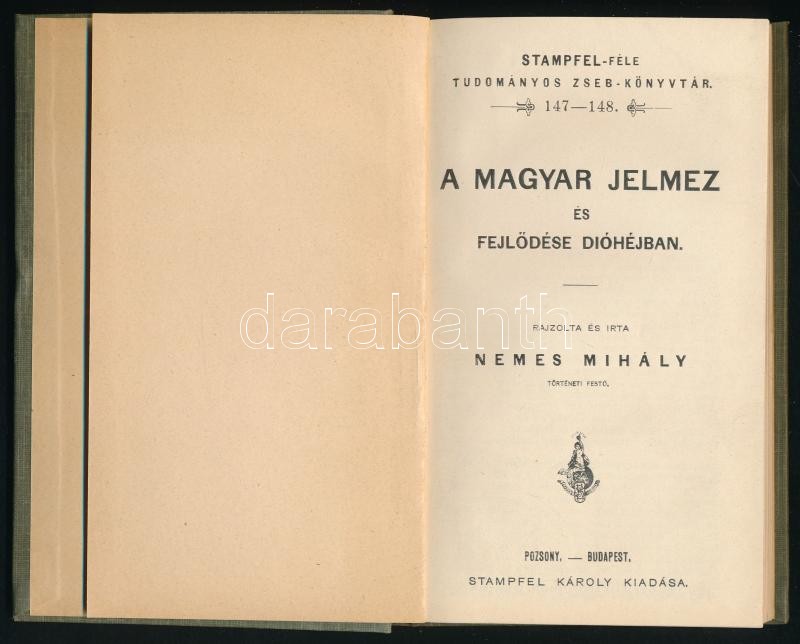 STAMPFEL-FÉLE
TUDOMÁNYOS ZSEB-KÖNYVTÁR.
147—148.
A MAGYAR JELMEZ
ÉS
FEJLŐDÉSE DIÓHÉJBAN.
darabanth
RAJZOLTA ÉS IRTA
NEMES MIHÁLY
TÖRTÉNETI FESTŐ.
POZSONY. — BUDAPEST.
STAMPFEL KÁROLY KIADÁSA.